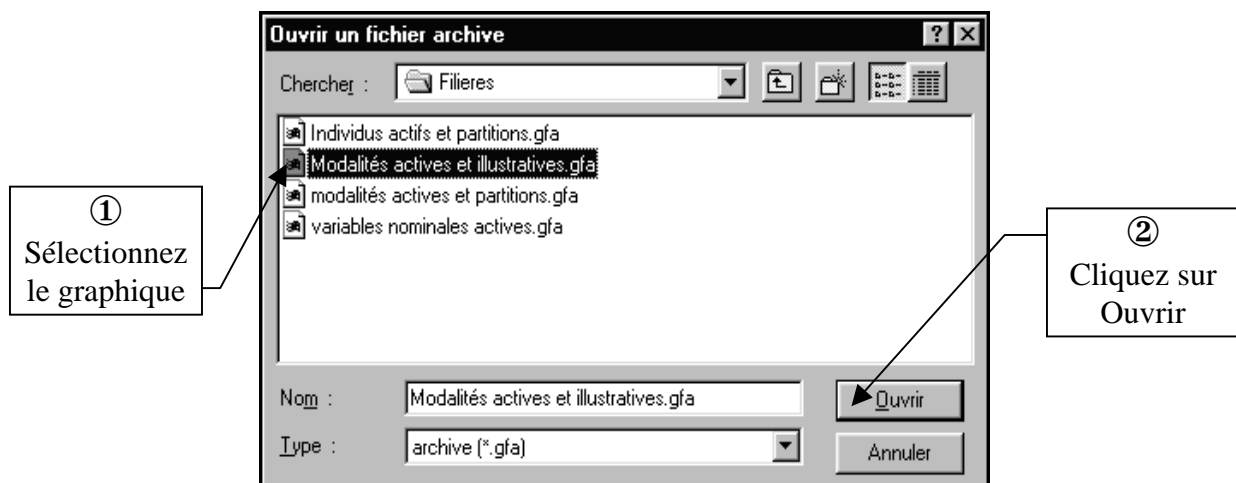 Ouvrir un fichier archive
Chercher :
Filieres
Individus actifs et partitions.gfa
Modalités actives et illustratives.gfa
modalités actives et partitions.gfa
variables nominales actives.gfa
①
Sélectionnez
le graphique
②
Cliquez sur
Ouvrir
Nom :
Modalités actives et illustratives.gfa
Ouvrir
Type :
archive (*.gfa)
Annuler